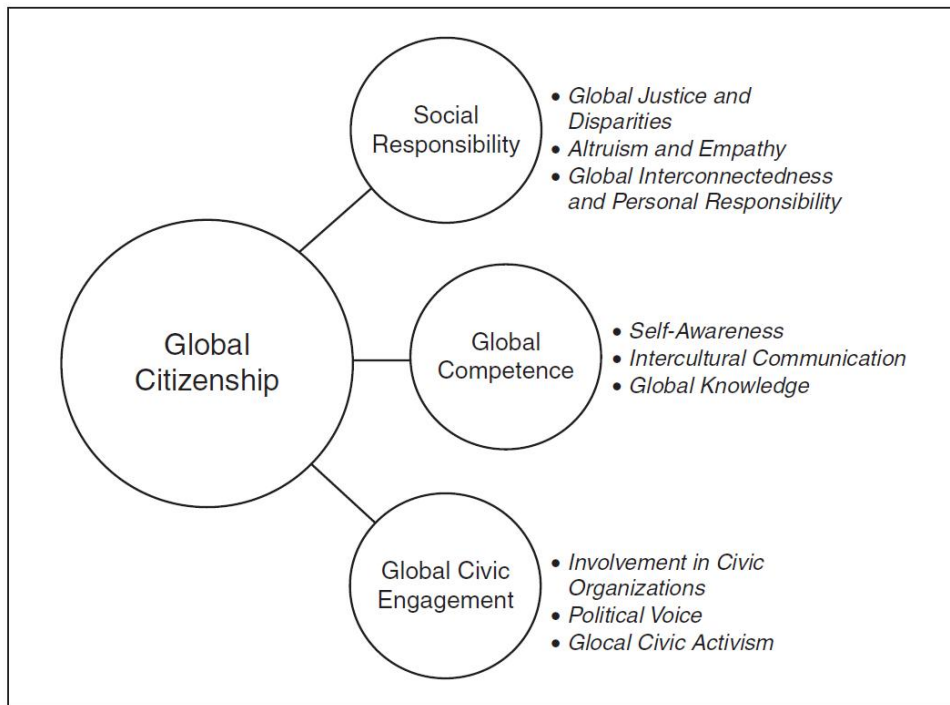 Social
Responsibility
• Global Justice and
Disparities
• Altruism and Empathy
• Global Interconnectedness
and Personal Responsibility
Global
Citizenship
Global
Competence
• Self-Awareness
• Intercultural Communication
• Global Knowledge
Global Civic
Engagement
• Involvement in Civic
Organizations
• Political Voice
• Glocal Civic Activism